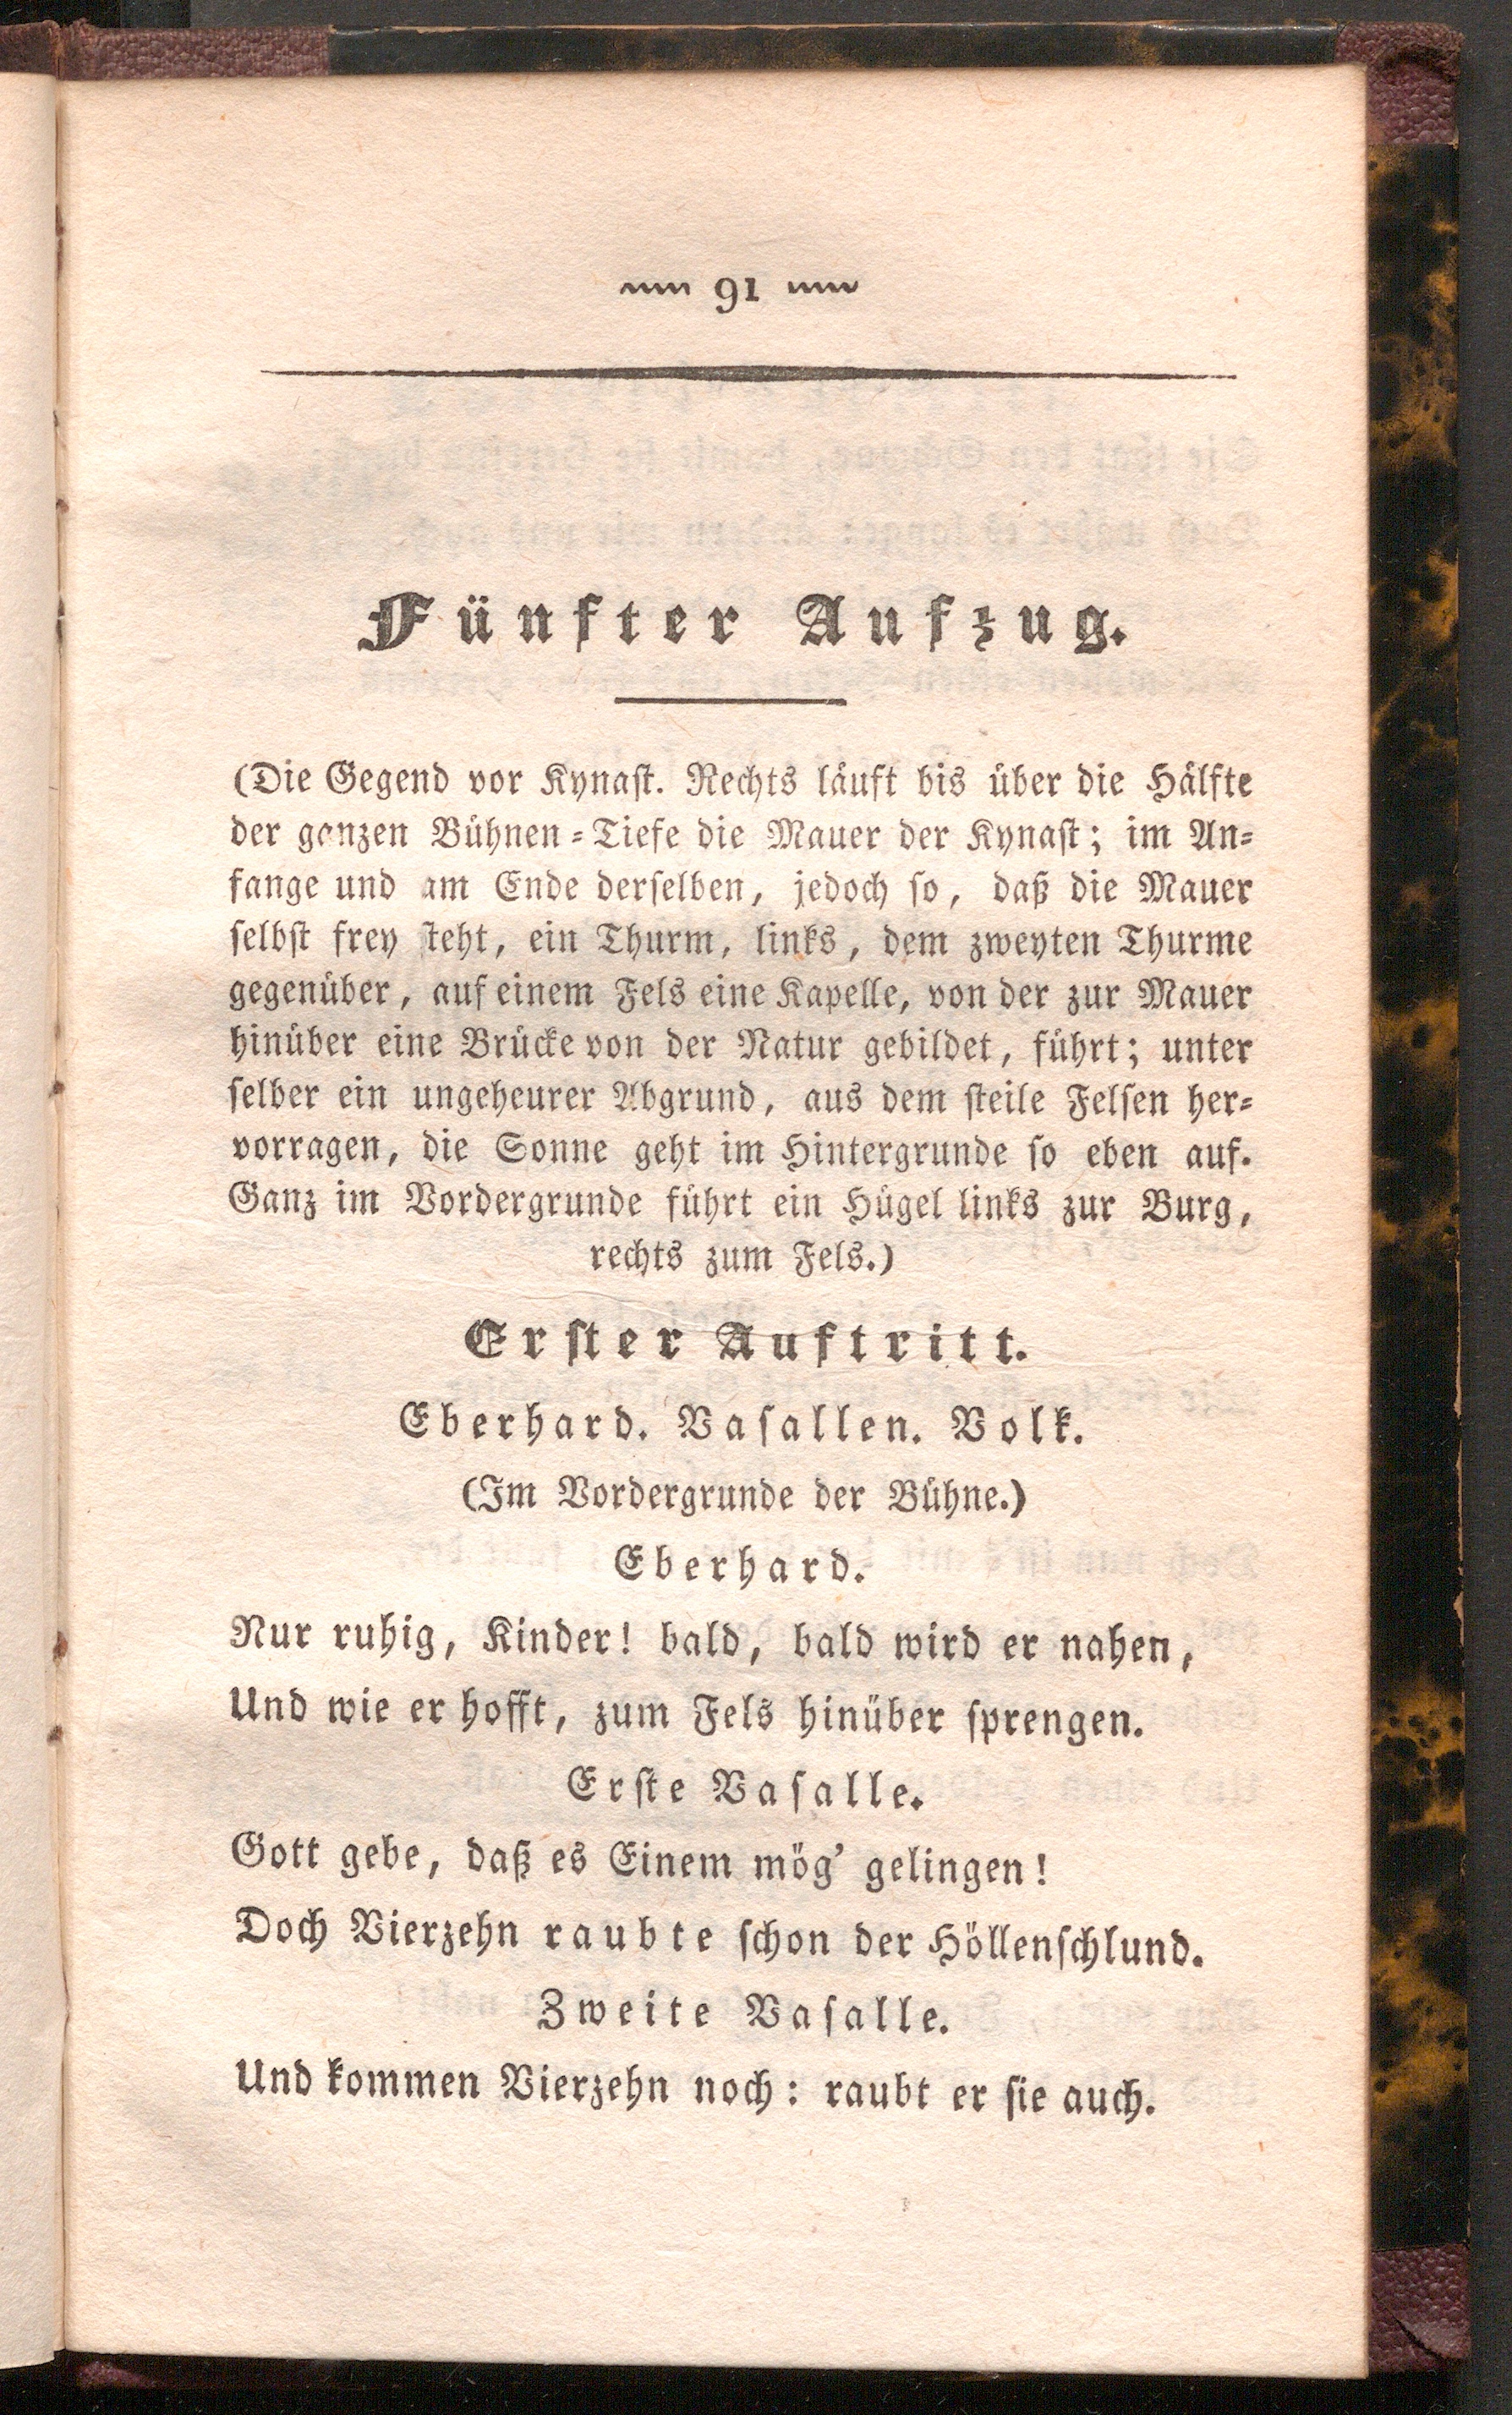 91
Fünfter Aufzug.
(Die Gegend vor Kynaſt. Rechts läuft bis über die Hälfte
der ganzen Bühnen-Tiefe die Mauer der Kynaſt; im An-
fange und am Ende derſelben, jedoch ſo, daß die Mauer
ſelbſt frey ſteht, ein Thurm, links, dem zweyten Thurme
gegenüber, auf einem Fels eine Kapelle, von der zur Mauer
hinüber eine Brücke von der Natur gebildet, führt; unter
ſelber ein ungeheurer Abgrund, aus dem ſteile Felſen her-
vorragen, die Sonne geht im Hintergrunde ſo eben auf.
Ganz im Vordergrunde führt ein Hügel links zur Burg,
rechts zum Fels.)
Erſter Auftritt.
Eberhard. Vaſallen. Volk.
(Im Vordergrunde der Bühne.)
Eberhard.
Nur ruhig, Kinder! bald, bald wird er nahen,
Und wie er hofft, zum Fels hinüber ſprengen.
Erſte Vaſalle.
Gott gebe, daß es Einem mög' gelingen!
Doch Vierzehn raubte ſchon der Höllenſchlund.
Zweite Vaſalle.
Und kommen Vierzehn noch: raubt er ſie auch.